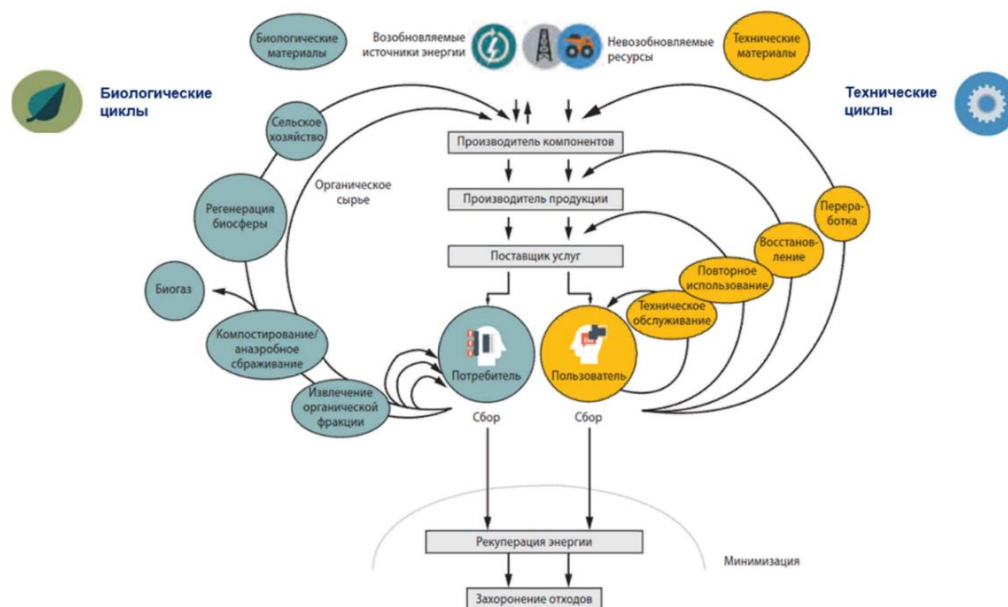 Биологические
материалы
Возобновляемые
источники энергии
Невозобновляемые
ресурсы
Технические
материалы
Биологические
циклы
Технические
циклы
Сельское
хозяйство
Производитель компонентов
Органическое
сырье
Производитель продукции
Регенерация
биосферы
Перера-
ботка
Восстанов-
ление
Поставщик услуг
Повторное
использование
Биогаз
Техническое
обслуживание
Компостирование/
анаэробное
сбраживание
Потребитель
Пользователь
Извлечение
органической
фракции
Сбор
Сбор
Рекуперация энергии
Минимизация
Захоронение отходов